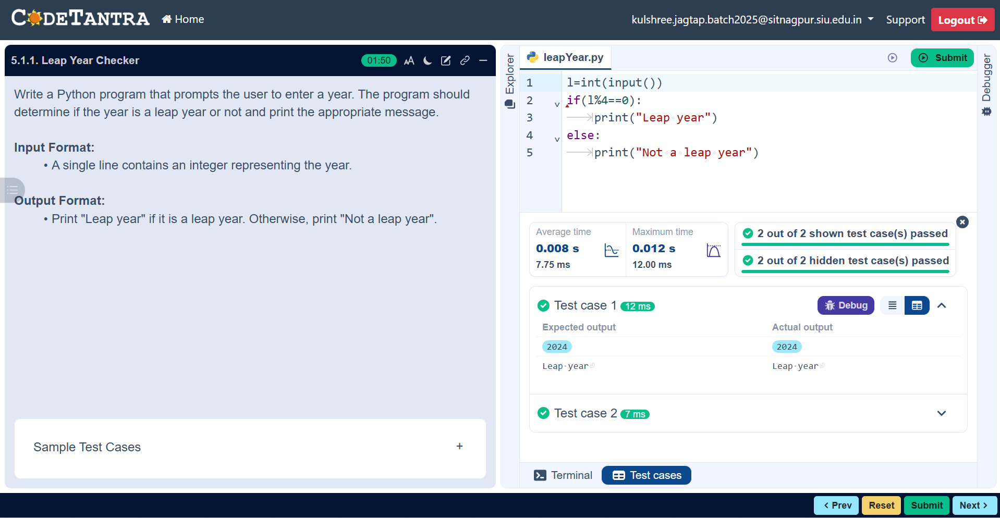 CODETANTRA
Home
kulshree.jagtap.batch2025@sitnagpur.siu.edu.in
Support
Logout
5.1.1. Leap Year Checker
01:50
Write a Python program that prompts the user to enter a year. The program should
determine if the year is a leap year or not and print the appropriate message.
Input Format:
• A single line contains an integer representing the year.
Output Format:
• Print "Leap year" if it is a leap year. Otherwise, print "Not a leap year".
Sample Test Cases
+
Explorer
leapYear.py
Submit
Debugger
1 l=int(input())
2 if(l%4==0):
3 print("Leap year")
4 else:
5 print("Not a leap year")
Average time
0.008 s
7.75 ms
Maximum time
0.012 s
12.00 ms
2 out of 2 shown test case(s) passed
2 out of 2 hidden test case(s) passed
Test case 1 12 ms
Debug
Expected output Actual output
2024 2024
Leap·year⏎ Leap·year⏎
Test case 2 7 ms
Terminal
Test cases
‹ Prev
Reset
Submit
Next ›